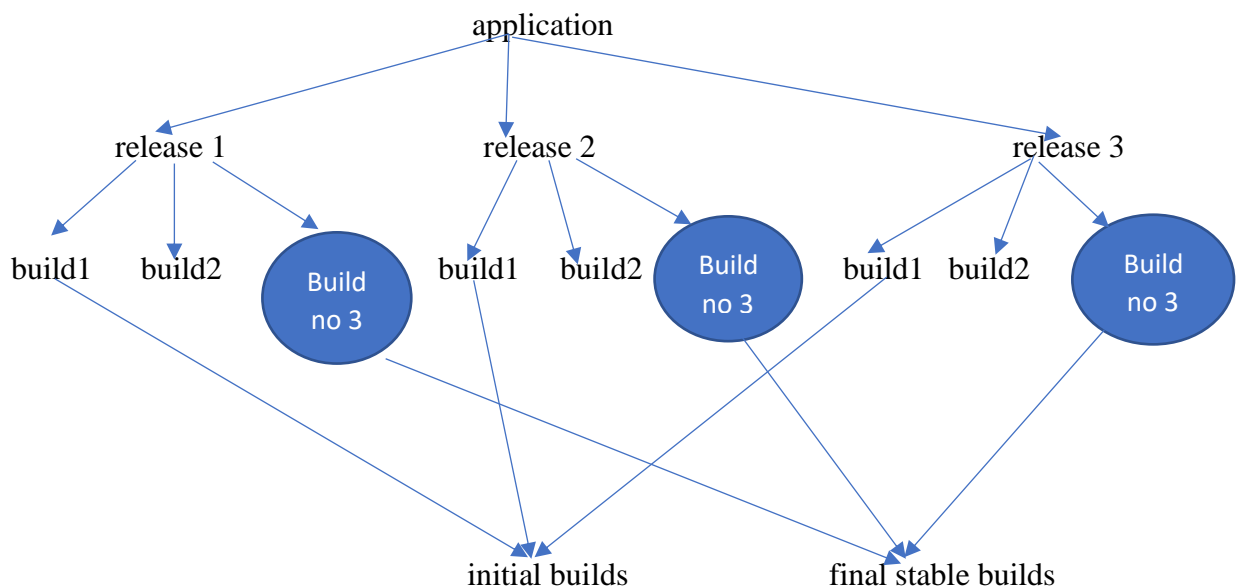 application
release 1
release 2
release 3
build1
build2
Build
no 3
build1
build2
Build
no 3
build1
build2
Build
no 3
initial builds
final stable builds